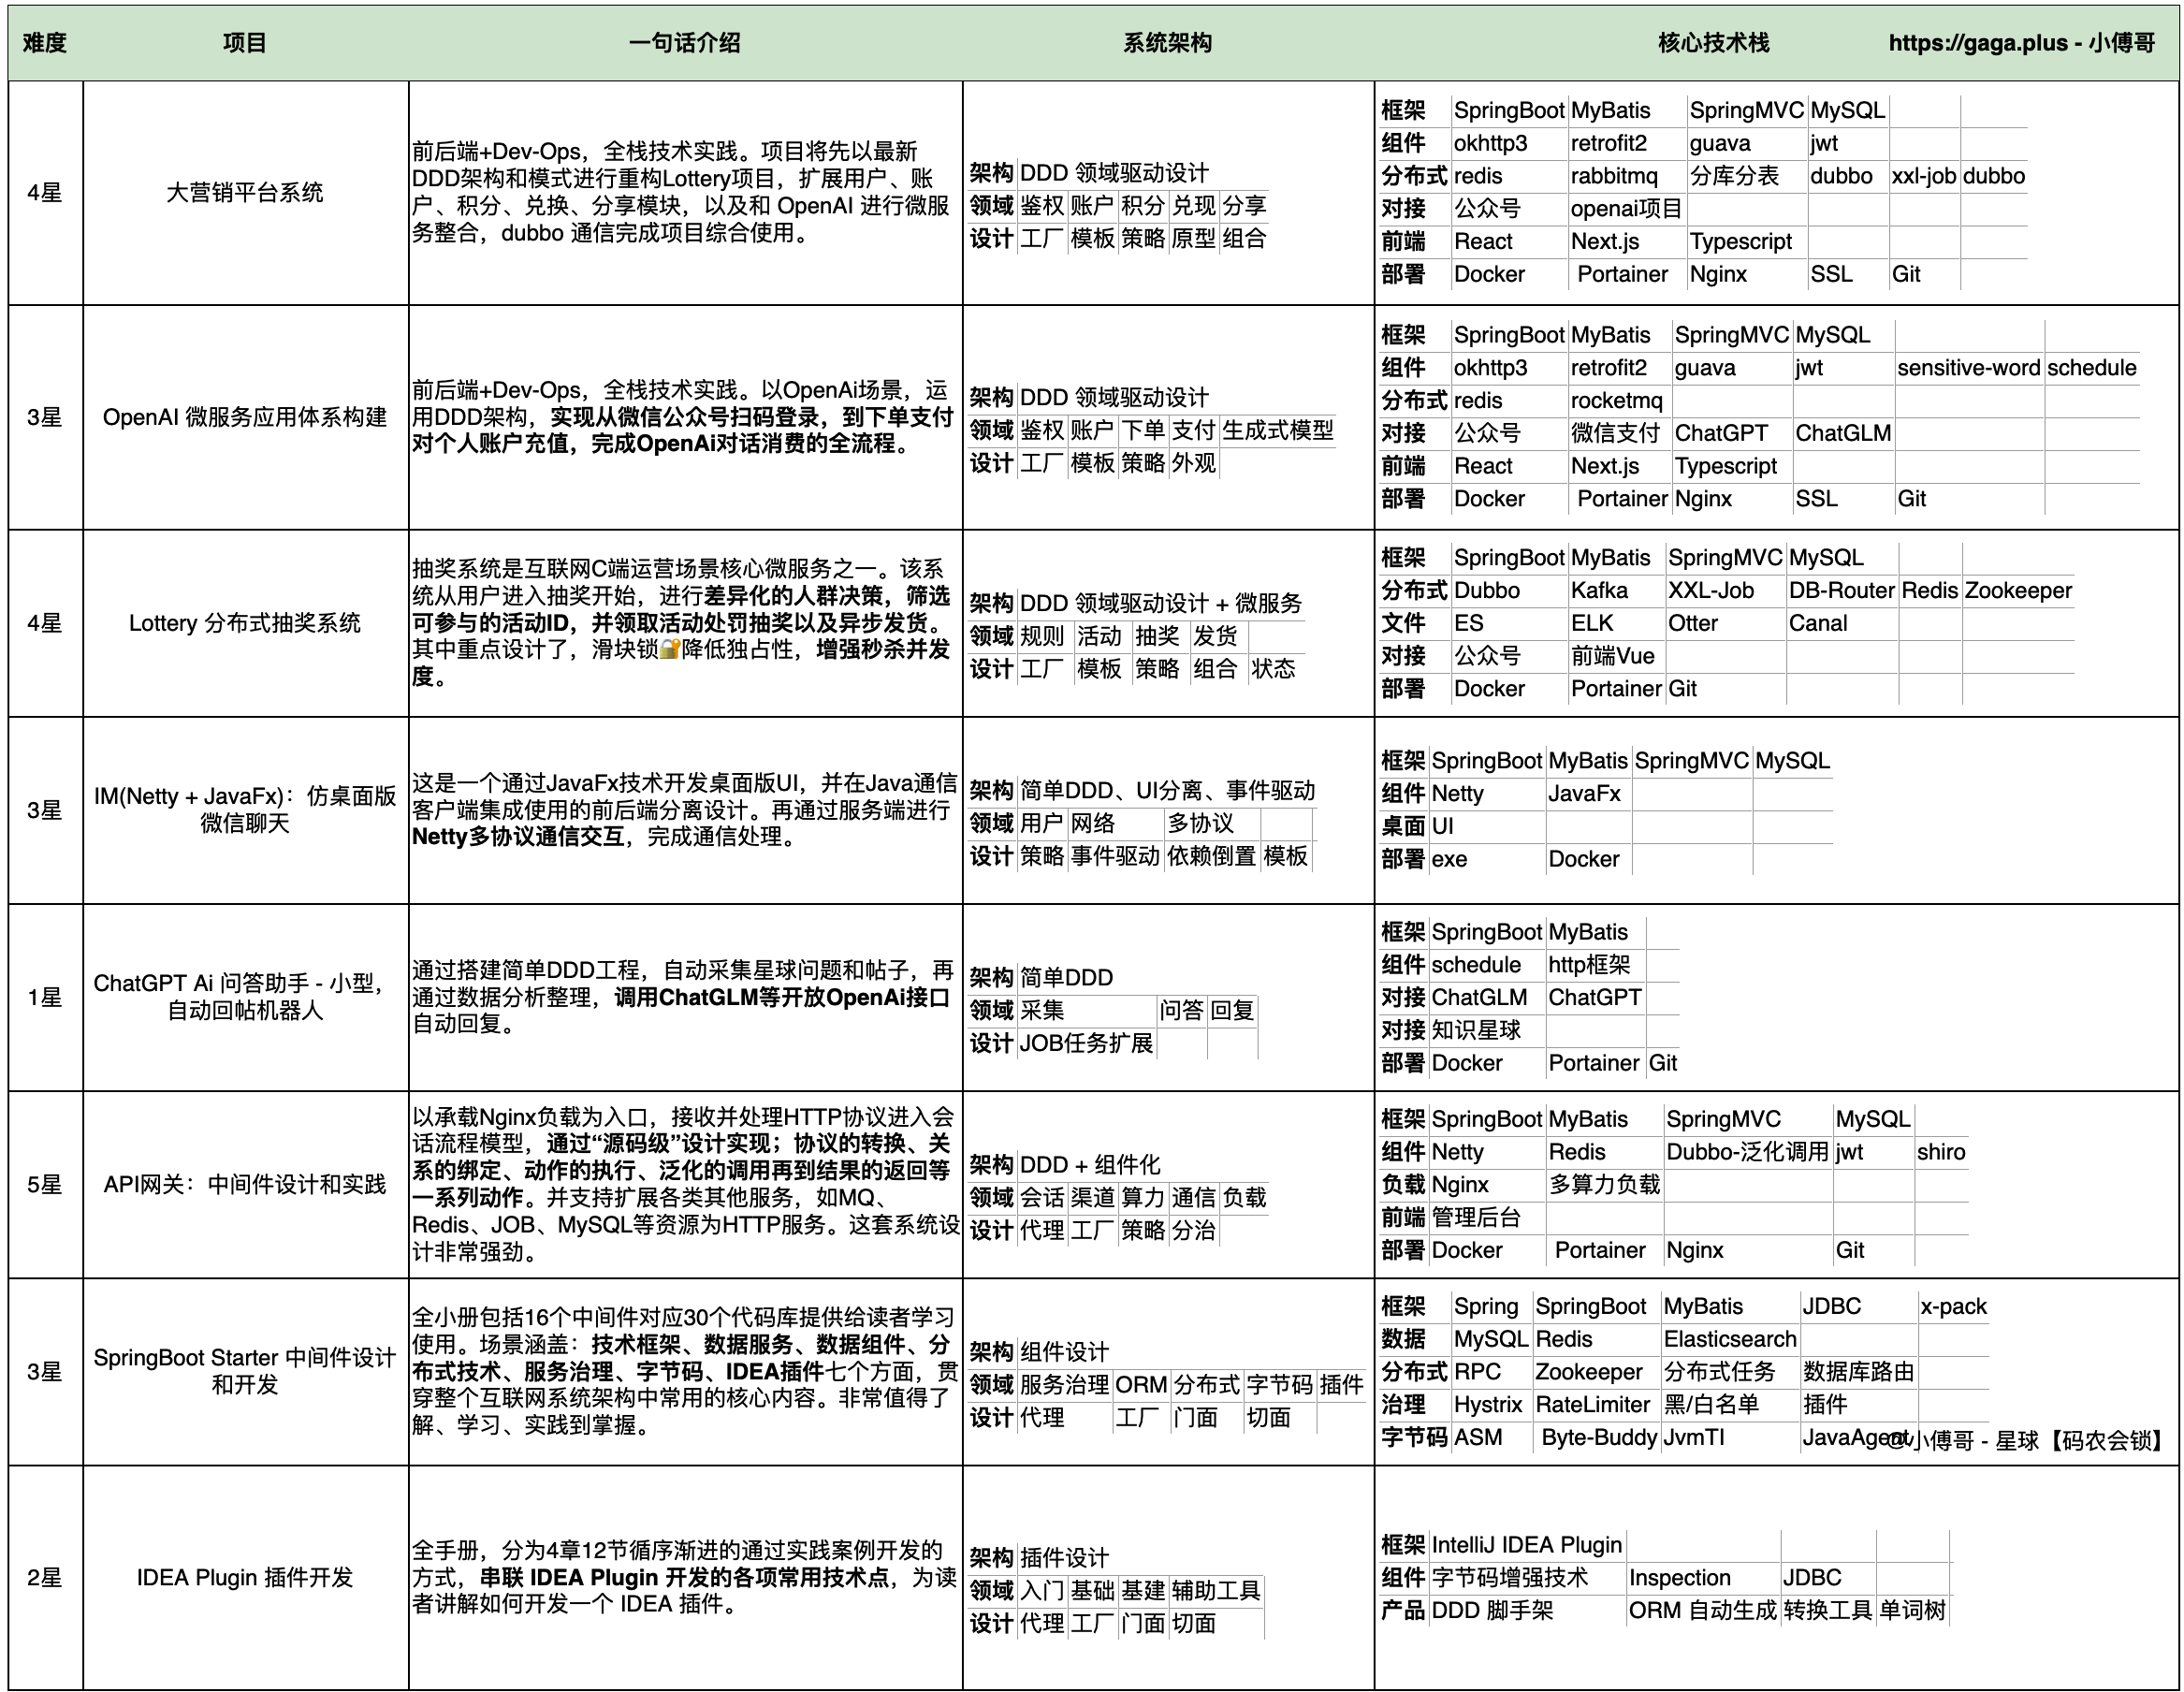 难度 项目 一句话介绍 系统架构 核心技术栈 https://gaga.plus - 小傅哥
4星
大营销平台系统
前后端+Dev-Ops，全栈技术实践。项目将先以最新
DDD架构和模式进行重构Lottery项目，扩展用户、账
户、积分、兑换、分享模块，以及和 OpenAI 进行微服
务整合，dubbo 通信完成项目综合使用。
架构 DDD 领域驱动设计
领域 鉴权 账户 积分 兑现 分享
设计 工厂 模板 策略 原型 组合
框架 SpringBoot MyBatis SpringMVC MySQL
组件 okhttp3 retrofit2 guava jwt
分布式 redis rabbitmq 分库分表 dubbo xxl-job dubbo
对接 公众号 openai项目
前端 React Next.js Typescript
部署 Docker Portainer Nginx SSL Git
3星
OpenAI 微服务应用体系构建
前后端+Dev-Ops，全栈技术实践。以OpenAi场景，运
用DDD架构，实现从微信公众号扫码登录，到下单支付
对个人账户充值，完成OpenAi对话消费的全流程。
架构 DDD 领域驱动设计
领域 鉴权 账户 下单 支付 生成式模型
设计 工厂 模板 策略 外观
框架 SpringBoot MyBatis SpringMVC MySQL
组件 okhttp3 retrofit2 guava jwt sensitive-word schedule
分布式 redis rocketmq
对接 公众号 微信支付 ChatGPT ChatGLM
前端 React Next.js Typescript
部署 Docker Portainer Nginx SSL Git
4星
Lottery 分布式抽奖系统
抽奖系统是互联网C端运营场景核心微服务之一。该系
统从用户进入抽奖开始，进行差异化的人群决策，筛选
可参与的活动ID，并领取活动处罚抽奖以及异步发货。
其中重点设计了，滑块锁🔐降低独占性，增强秒杀并发
度。
架构 DDD 领域驱动设计 + 微服务
领域 规则 活动 抽奖 发货
设计 工厂 模板 策略 组合 状态
框架 SpringBoot MyBatis SpringMVC MySQL
分布式 Dubbo Kafka XXL-Job DB-Router Redis Zookeeper
文件 ES ELK Otter Canal
对接 公众号 前端Vue
部署 Docker Portainer Git
3星
IM(Netty + JavaFx)：仿桌面版
微信聊天
这是一个通过JavaFx技术开发桌面版UI，并在Java通信
客户端集成使用的前后端分离设计。再通过服务端进行
Netty多协议通信交互，完成通信处理。
架构 简单DDD、UI分离、事件驱动
领域 用户 网络 多协议
设计 策略 事件驱动 依赖倒置 模板
框架 SpringBoot MyBatis SpringMVC MySQL
组件 Netty JavaFx
桌面 UI
部署 exe Docker
1星
ChatGPT Ai 问答助手 - 小型，
自动回帖机器人
通过搭建简单DDD工程，自动采集星球问题和帖子，再
通过数据分析整理，调用ChatGLM等开放OpenAi接口
自动回复。
架构 简单DDD
领域 采集 问答 回复
设计 JOB任务扩展
框架 SpringBoot MyBatis
组件 schedule http框架
对接 ChatGLM ChatGPT
对接 知识星球
部署 Docker Portainer Git
5星
API网关：中间件设计和实践
以承载Nginx负载为入口，接收并处理HTTP协议进入会
话流程模型，通过“源码级”设计实现；协议的转换、关
系的绑定、动作的执行、泛化的调用再到结果的返回等
一系列动作。并支持扩展各类其他服务，如MQ、
Redis、JOB、MySQL等资源为HTTP服务。这套系统设
计非常强劲。
架构 DDD + 组件化
领域 会话 渠道 算力 通信 负载
设计 代理 工厂 策略 分治
框架 SpringBoot MyBatis SpringMVC MySQL
组件 Netty Redis Dubbo-泛化调用 jwt shiro
负载 Nginx 多算力负载
前端 管理后台
部署 Docker Portainer Nginx Git
3星
SpringBoot Starter 中间件设计
和开发
全小册包括16个中间件对应30个代码库提供给读者学习
使用。场景涵盖：技术框架、数据服务、数据组件、分
布式技术、服务治理、字节码、IDEA插件七个方面，贯
穿整个互联网系统架构中常用的核心内容。非常值得了
解、学习、实践到掌握。
架构 组件设计
领域 服务治理 ORM 分布式 字节码 插件
设计 代理 工厂 门面 切面
框架 Spring SpringBoot MyBatis JDBC x-pack
数据 MySQL Redis Elasticsearch
分布式 RPC Zookeeper 分布式任务 数据库路由
治理 Hystrix RateLimiter 黑/白名单 插件
字节码 ASM Byte-Buddy JvmTI JavaAgent
@小傅哥 - 星球【码农会锁】
2星
IDEA Plugin 插件开发
全手册，分为4章12节循序渐进的通过实践案例开发的
方式，串联 IDEA Plugin 开发的各项常用技术点，为读
者讲解如何开发一个 IDEA 插件。
架构 插件设计
领域 入门 基础 基建 辅助工具
设计 代理 工厂 门面 切面
框架 IntelliJ IDEA Plugin
组件 字节码增强技术 Inspection JDBC
产品 DDD 脚手架 ORM 自动生成 转换工具 单词树